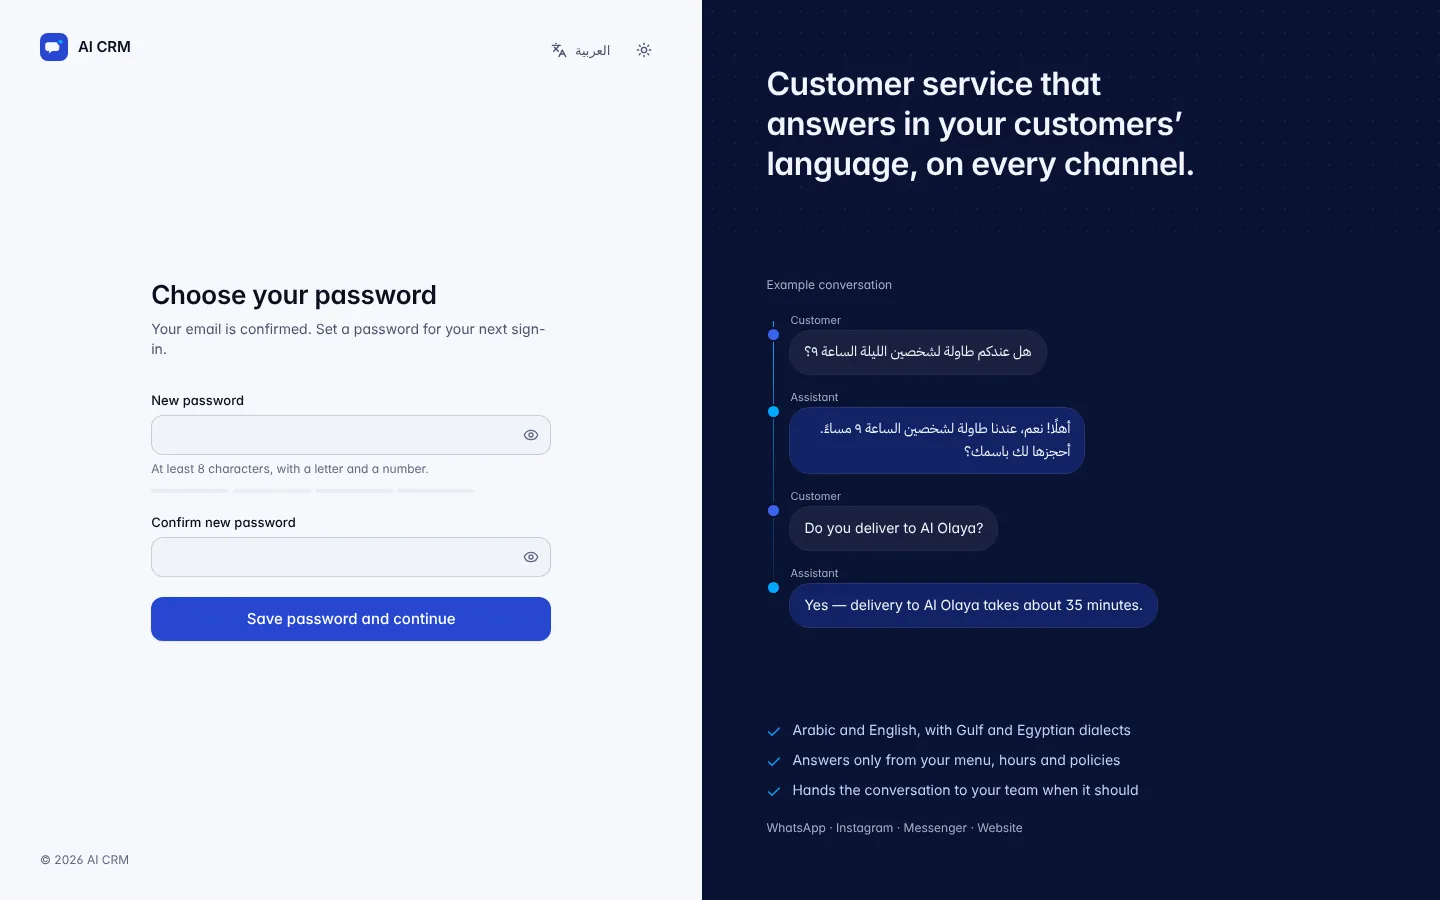 AI CRM
العربية
Choose your password
Your email is confirmed. Set a password for your next sign-
in.
New password
At least 8 characters, with a letter and a number.
Confirm new password
Save password and continue
© 2026 AI CRM
Customer service that
answers in your customers’
language, on every channel.
Example conversation
Customer
هل عندكم طاولة لشخصين الليلة الساعة ٩؟
Assistant
أهلًا! نعم، عندنا طاولة لشخصين الساعة ٩ مساءً.
أحجزها لك باسمك؟
Customer
Do you deliver to Al Olaya?
Assistant
Yes — delivery to Al Olaya takes about 35 minutes.
Arabic and English, with Gulf and Egyptian dialects
Answers only from your menu, hours and policies
Hands the conversation to your team when it should
WhatsApp · Instagram · Messenger · Website